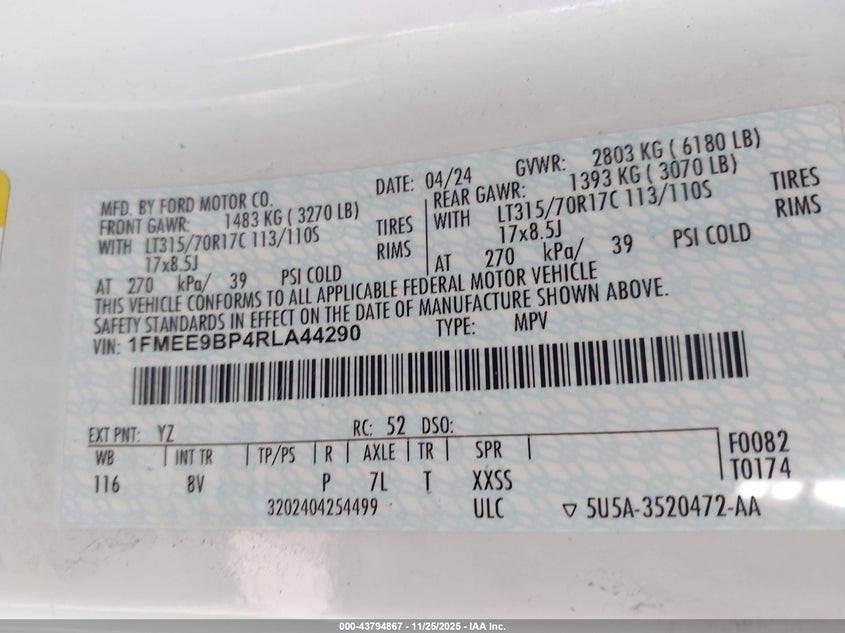 MFD. BY FORD MOTOR CO. DATE: 04/24 GVWR: 2803 KG ( 6180 LB)
FRONT GAWR: 1483 KG ( 3270 LB) REAR GAWR: 1393 KG ( 3070 LB)
WITH LT315/70R17C 113/110S TIRES WITH LT315/70R17C 113/110S TIRES
17x8.5J RIMS 17x8.5J RIMS
AT 270 kPa/ 39 PSI COLD AT 270 kPa/ 39 PSI COLD
THIS VEHICLE CONFORMS TO ALL APPLICABLE FEDERAL MOTOR VEHICLE
SAFETY STANDARDS IN EFFECT ON THE DATE OF MANUFACTURE SHOWN ABOVE.
VIN: 1FMEE9BP4RLA44290 TYPE: MPV
EXT PNT: YZ RC: 52 DSO:
WB INT TR TP/PS R AXLE TR SPR F0082
116 8V P 7L T XXSS T0174
3202404254499 ULC ▽ 5U5A-3520472-AA
000-43794867 - 11/25/2025 - IAA Inc.